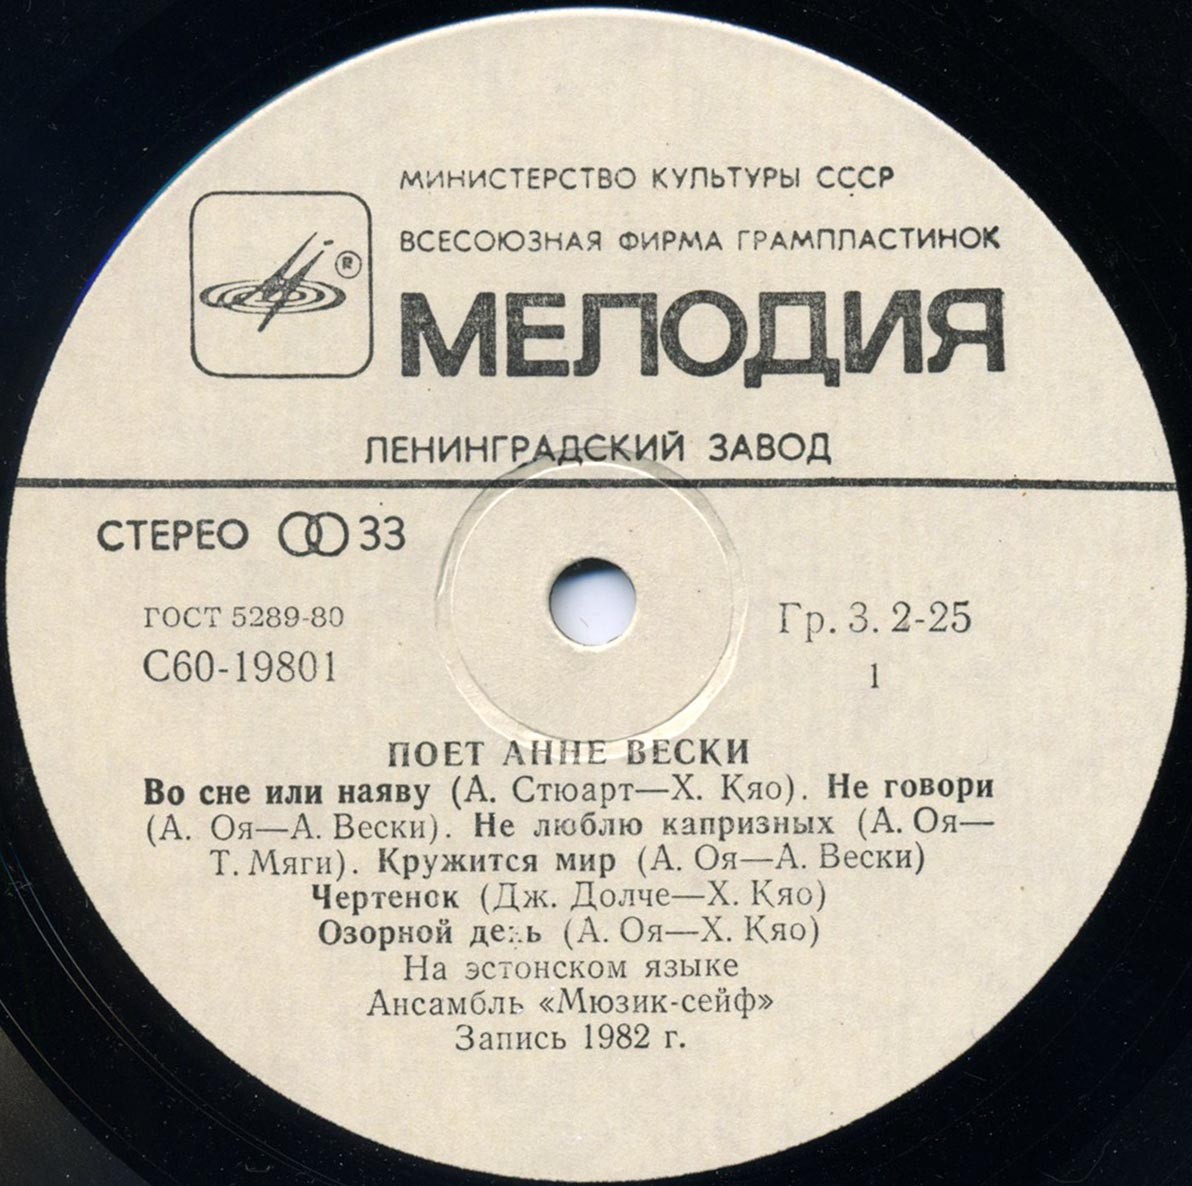 МИНИСТЕРСТВО КУЛЬТУРЫ СССР
ВСЕСОЮЗНАЯ ФИРМА ГРАМПЛАСТИНОК
®
МЕЛОДИЯ
ЛЕНИНГРАДСКИЙ ЗАВОД
СТЕРЕО 33
ГОСТ 5289-80
С60-19801
Гр. 3. 2-25
1
ПОЕТ АННЕ ВЕСКИ
Во сне или наяву (А. Стюарт—Х. Кяо). Не говори
(А. Оя—А. Вески). Не люблю капризных (А. Оя—
Т. Мяги). Кружится мир (А. Оя—А. Вески)
Чертенок (Дж. Долче—Х. Кяо)
Озорной день (А. Оя—Х. Кяо)
На эстонском языке
Ансамбль «Мюзик-сейф»
Запись 1982 г.